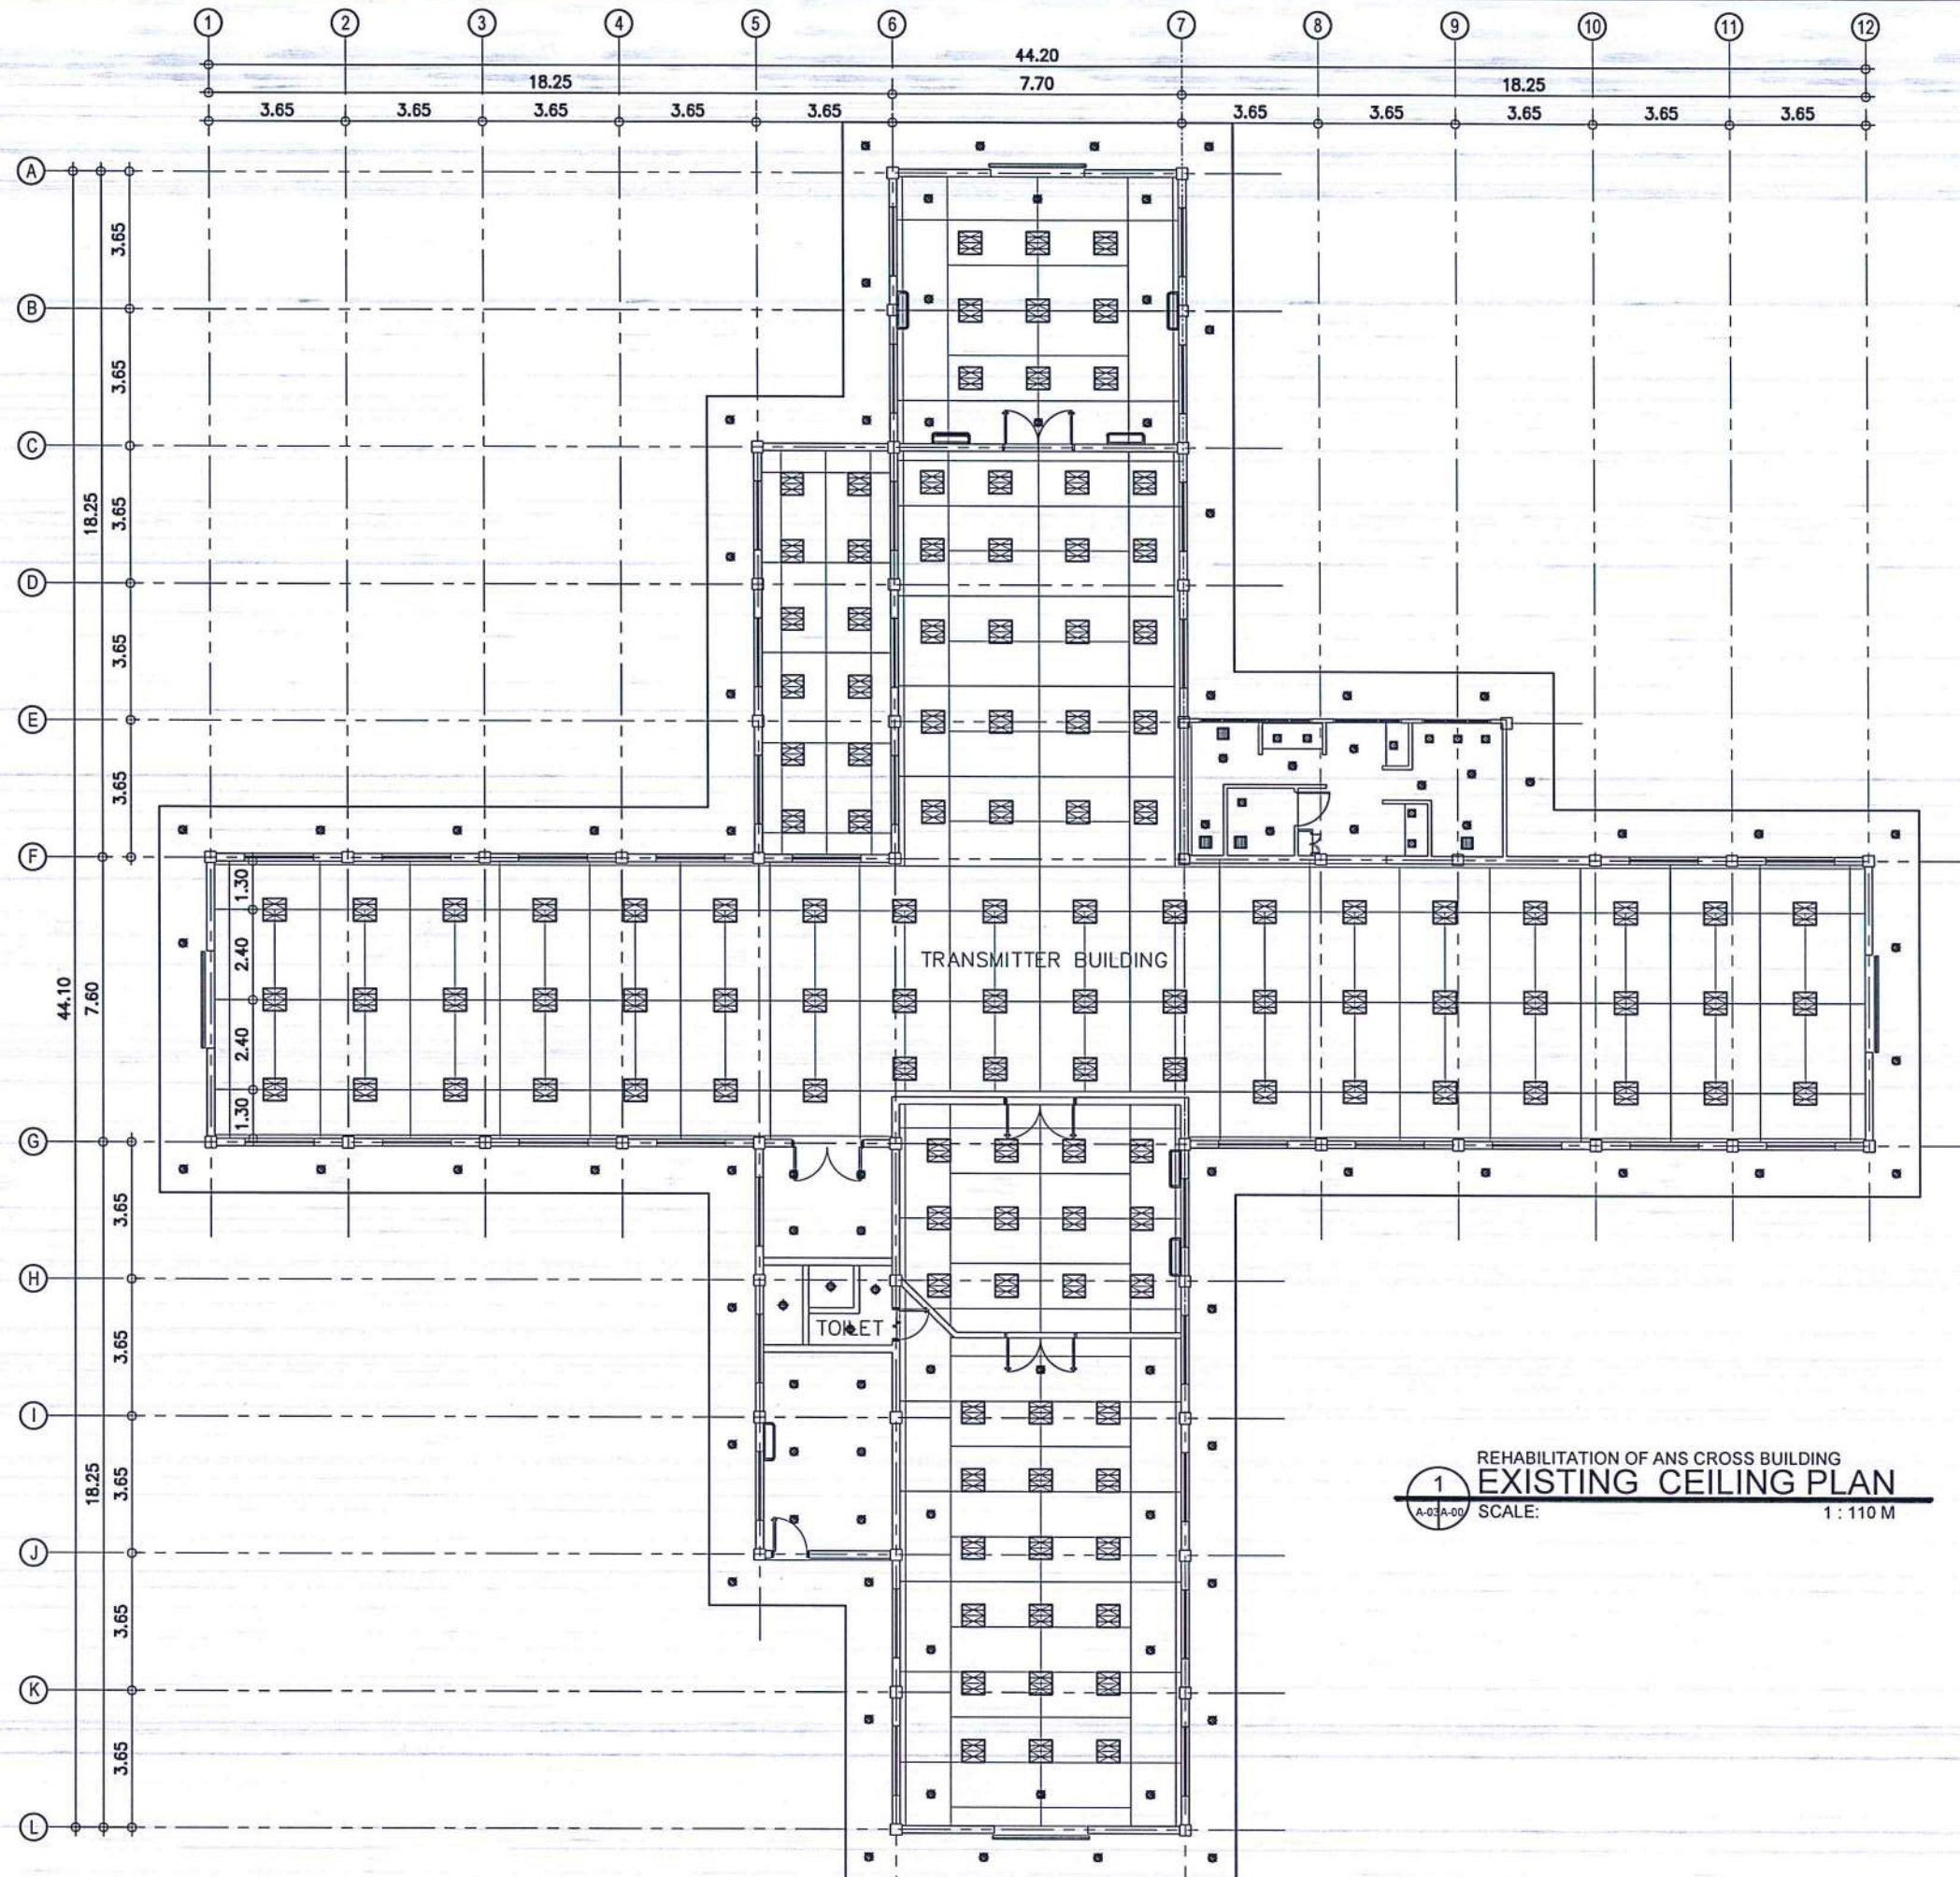 1 2 3 4 5 6 7 8 9 10 11 12
44.20
18.25 7.70 18.25
3.65 3.65 3.65 3.65 3.65 3.65 3.65 3.65 3.65 3.65
A
3.65
B
3.65
C
18.25
3.65
D
3.65
E
3.65
F
1.30
2.40
TRANSMITTER BUILDING
44.10
7.60
2.40
1.30
G
3.65
H
TOILET
3.65
I
18.25
3.65
J
3.65
K
3.65
L
REHABILITATION OF ANS CROSS BUILDING
1 EXISTING CEILING PLAN
A-03 A-00 SCALE: 1 : 110 M